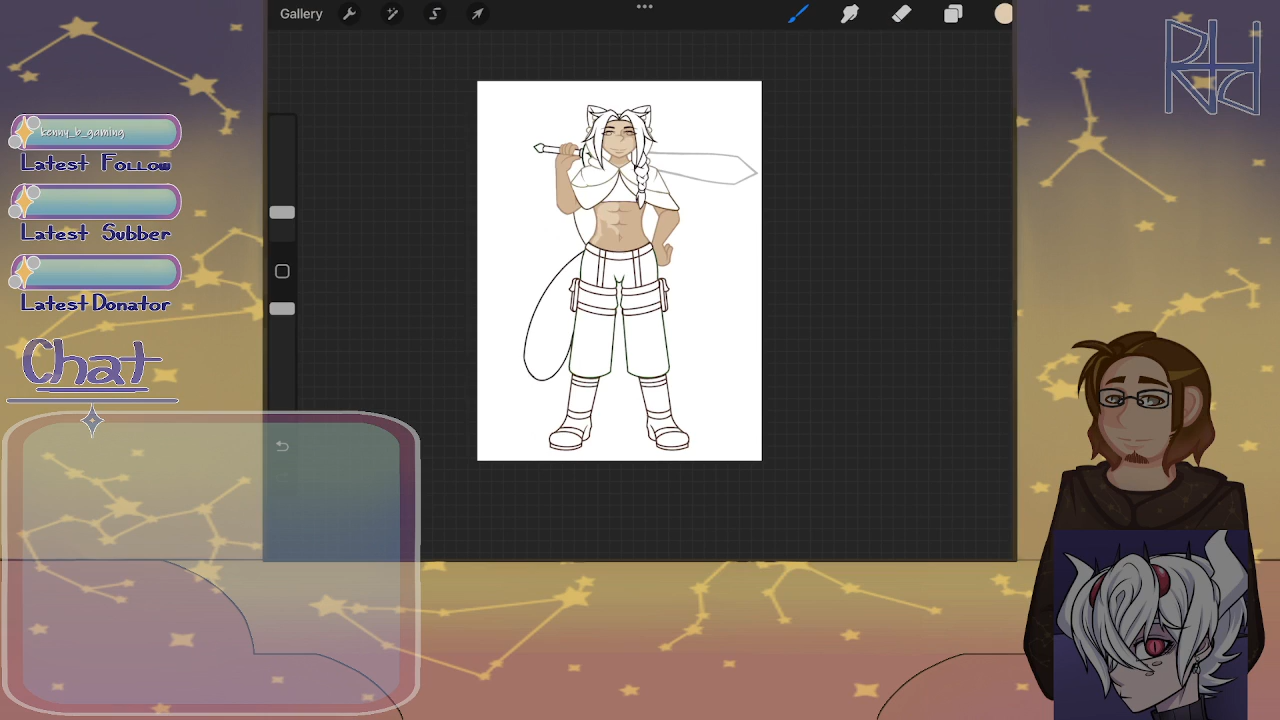 Gallery
kenny_b_gaming
Latest Follow
Latest Subber
Latest Donator
Chat